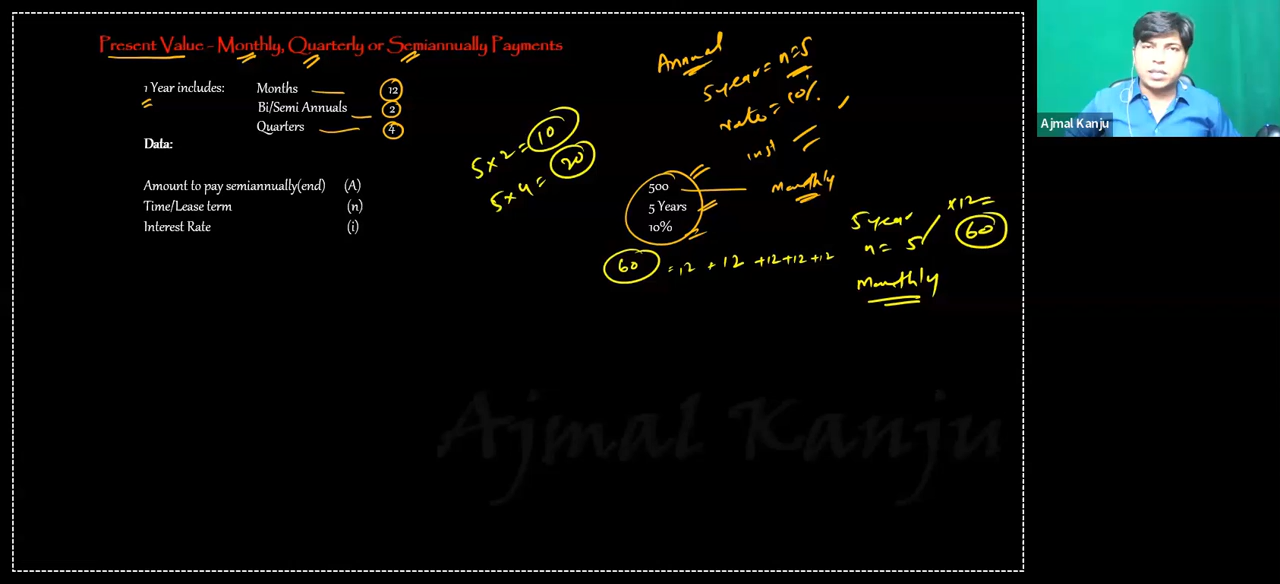 Present Value - Monthly, Quarterly or Semiannually Payments
1 Year includes: Months 12
Bi/Semi Annuals 2
Quarters 4
Data:
Amount to pay semiannually(end) (A) 500
Time/Lease term (n) 5 Years
Interest Rate (i) 10%
5x2=10
5x4=20
Annual
5 year = n=5
rate = 10%
inst
Monthly
5 year
n= 5 x12=
60
Monthly
60 =12 + 12 +12+12+12
Ajmal Kanju
Ajmal Kanju